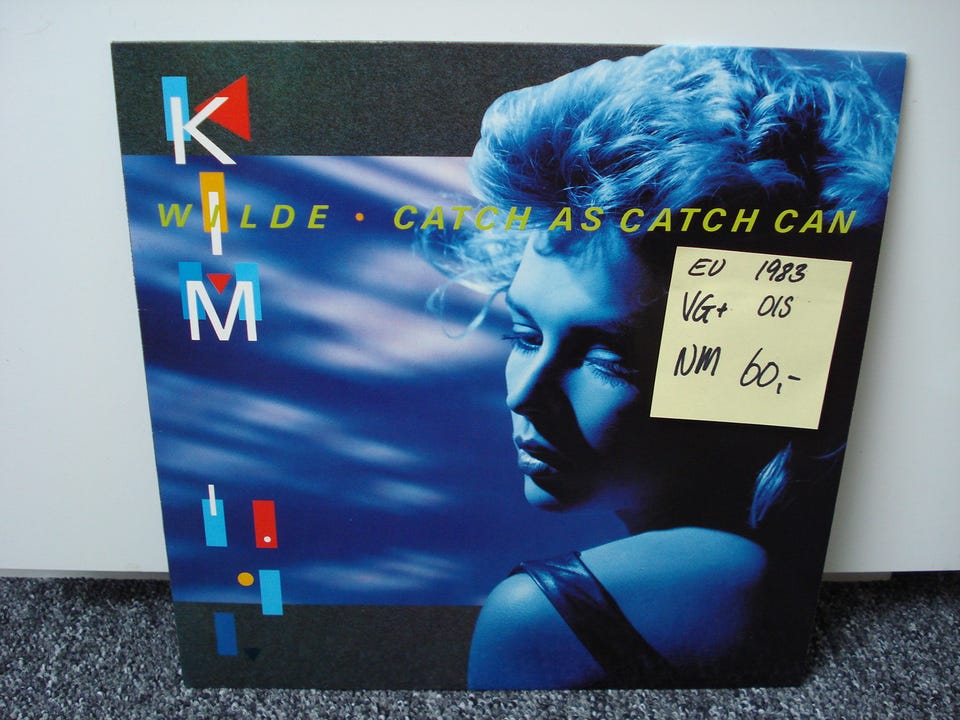 KIM
WILDE • CATCH AS CATCH CAN
EU 1983
VG+ OIS
NM 60,-